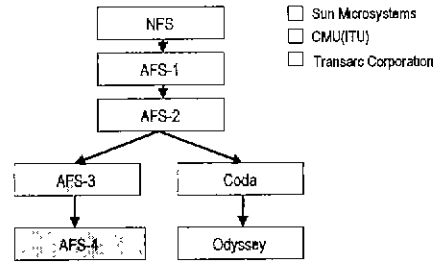 NFS
Sun Microsystems
CMU(ITU)
Transarc Corporation
AFS-1
AFS-2
AFS-3
Coda
AFS-4
Odyssey